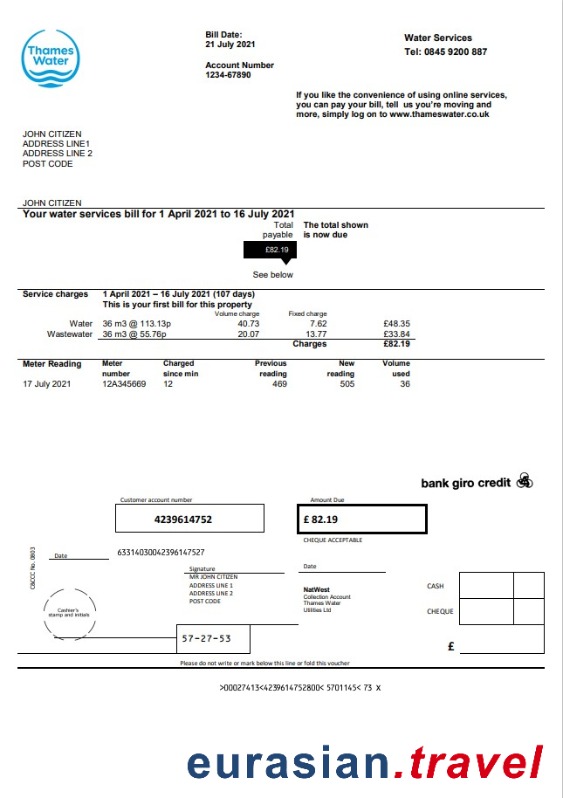 Thames
Water
Bill Date:
21 July 2021
Account Number
1234-67890
Water Services
Tel: 0845 9200 887
If you like the convenience of using online services,
you can pay your bill, tell us you're moving and
more, simply log on to www.thameswater.co.uk
JOHN CITIZEN
ADDRESS LINE1
ADDRESS LINE 2
POST CODE
JOHN CITIZEN
Your water services bill for 1 April 2021 to 16 July 2021
Total payable The total shown is now due
£82.19
See below
Service charges 1 April 2021 – 16 July 2021 (107 days)
This is your first bill for this property
Volume charge Fixed charge
Water 36 m3 @ 113.13p 40.73 7.62 £48.35
Wastewater 36 m3 @ 55.76p 20.07 13.77 £33.84
Charges £82.19
Meter Reading Meter number Charged since min Previous reading New reading Volume used
17 July 2021 12A345669 12 469 505 36
bank giro credit
Customer account number Amount Due
4239614752 £ 82.19
CHEQUE ACCEPTABLE
CBCCC No. 0803
Date 63314030042396147527
Signature Date
MR JOHN CITIZEN
ADDRESS LINE 1
ADDRESS LINE 2
POST CODE
NatWest
Collection Account
Thames Water
Utilities Ltd
CASH
CHEQUE
£
Cashier's
stamp and initials
57-27-53
Please do not write or mark below this line or fold this voucher
>00027413<4239614752800< 5701145< 73 X
eurasian.travel